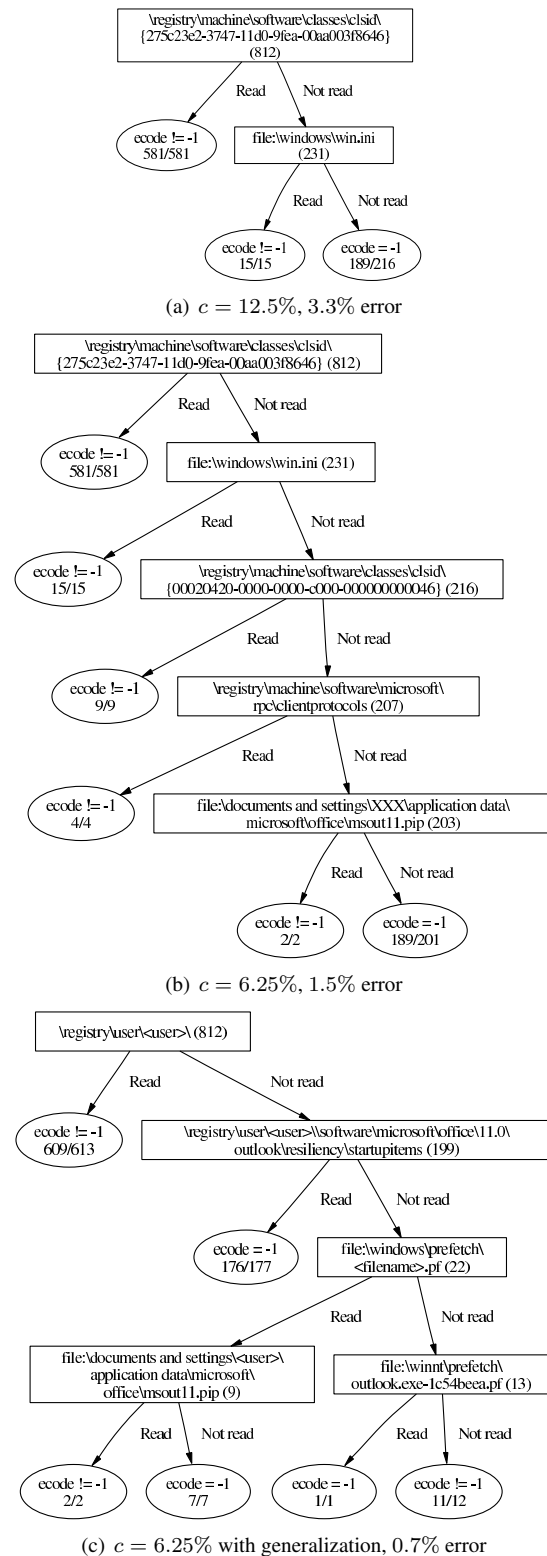 \registry\machine\software\classes\clsid\
{275c23e2-3747-11d0-9fea-00aa003f8646}
(812)
Read
Not read
ecode != -1
581/581
file:\windows\win.ini
(231)
Read
Not read
ecode != -1
15/15
ecode = -1
189/216
(a) c = 12.5%, 3.3% error
\registry\machine\software\classes\clsid\
{275c23e2-3747-11d0-9fea-00aa003f8646} (812)
Read
Not read
ecode != -1
581/581
file:\windows\win.ini (231)
Read
Not read
ecode != -1
15/15
\registry\machine\software\classes\clsid\
{00020420-0000-0000-c000-000000000046} (216)
Read
Not read
ecode != -1
9/9
\registry\machine\software\microsoft\
rpc\clientprotocols (207)
Read
Not read
ecode != -1
4/4
file:\documents and settings\XXX\application data\
microsoft\office\msout11.pip (203)
Read
Not read
ecode != -1
2/2
ecode = -1
189/201
(b) c = 6.25%, 1.5% error
\registry\user\<user>\ (812)
Read
Not read
ecode != -1
609/613
\registry\user\<user>\\software\microsoft\office\11.0\
outlook\resiliency\startupitems (199)
Read
Not read
ecode = -1
176/177
file:\windows\prefetch\
<filename>.pf (22)
Read
Not read
file:\documents and settings\<user>\
application data\microsoft\
office\msout11.pip (9)
file:\winnt\prefetch\
outlook.exe-1c54beea.pf (13)
Read
Not read
Read
Not read
ecode != -1
2/2
ecode = -1
7/7
ecode = -1
1/1
ecode != -1
11/12
(c) c = 6.25% with generalization, 0.7% error